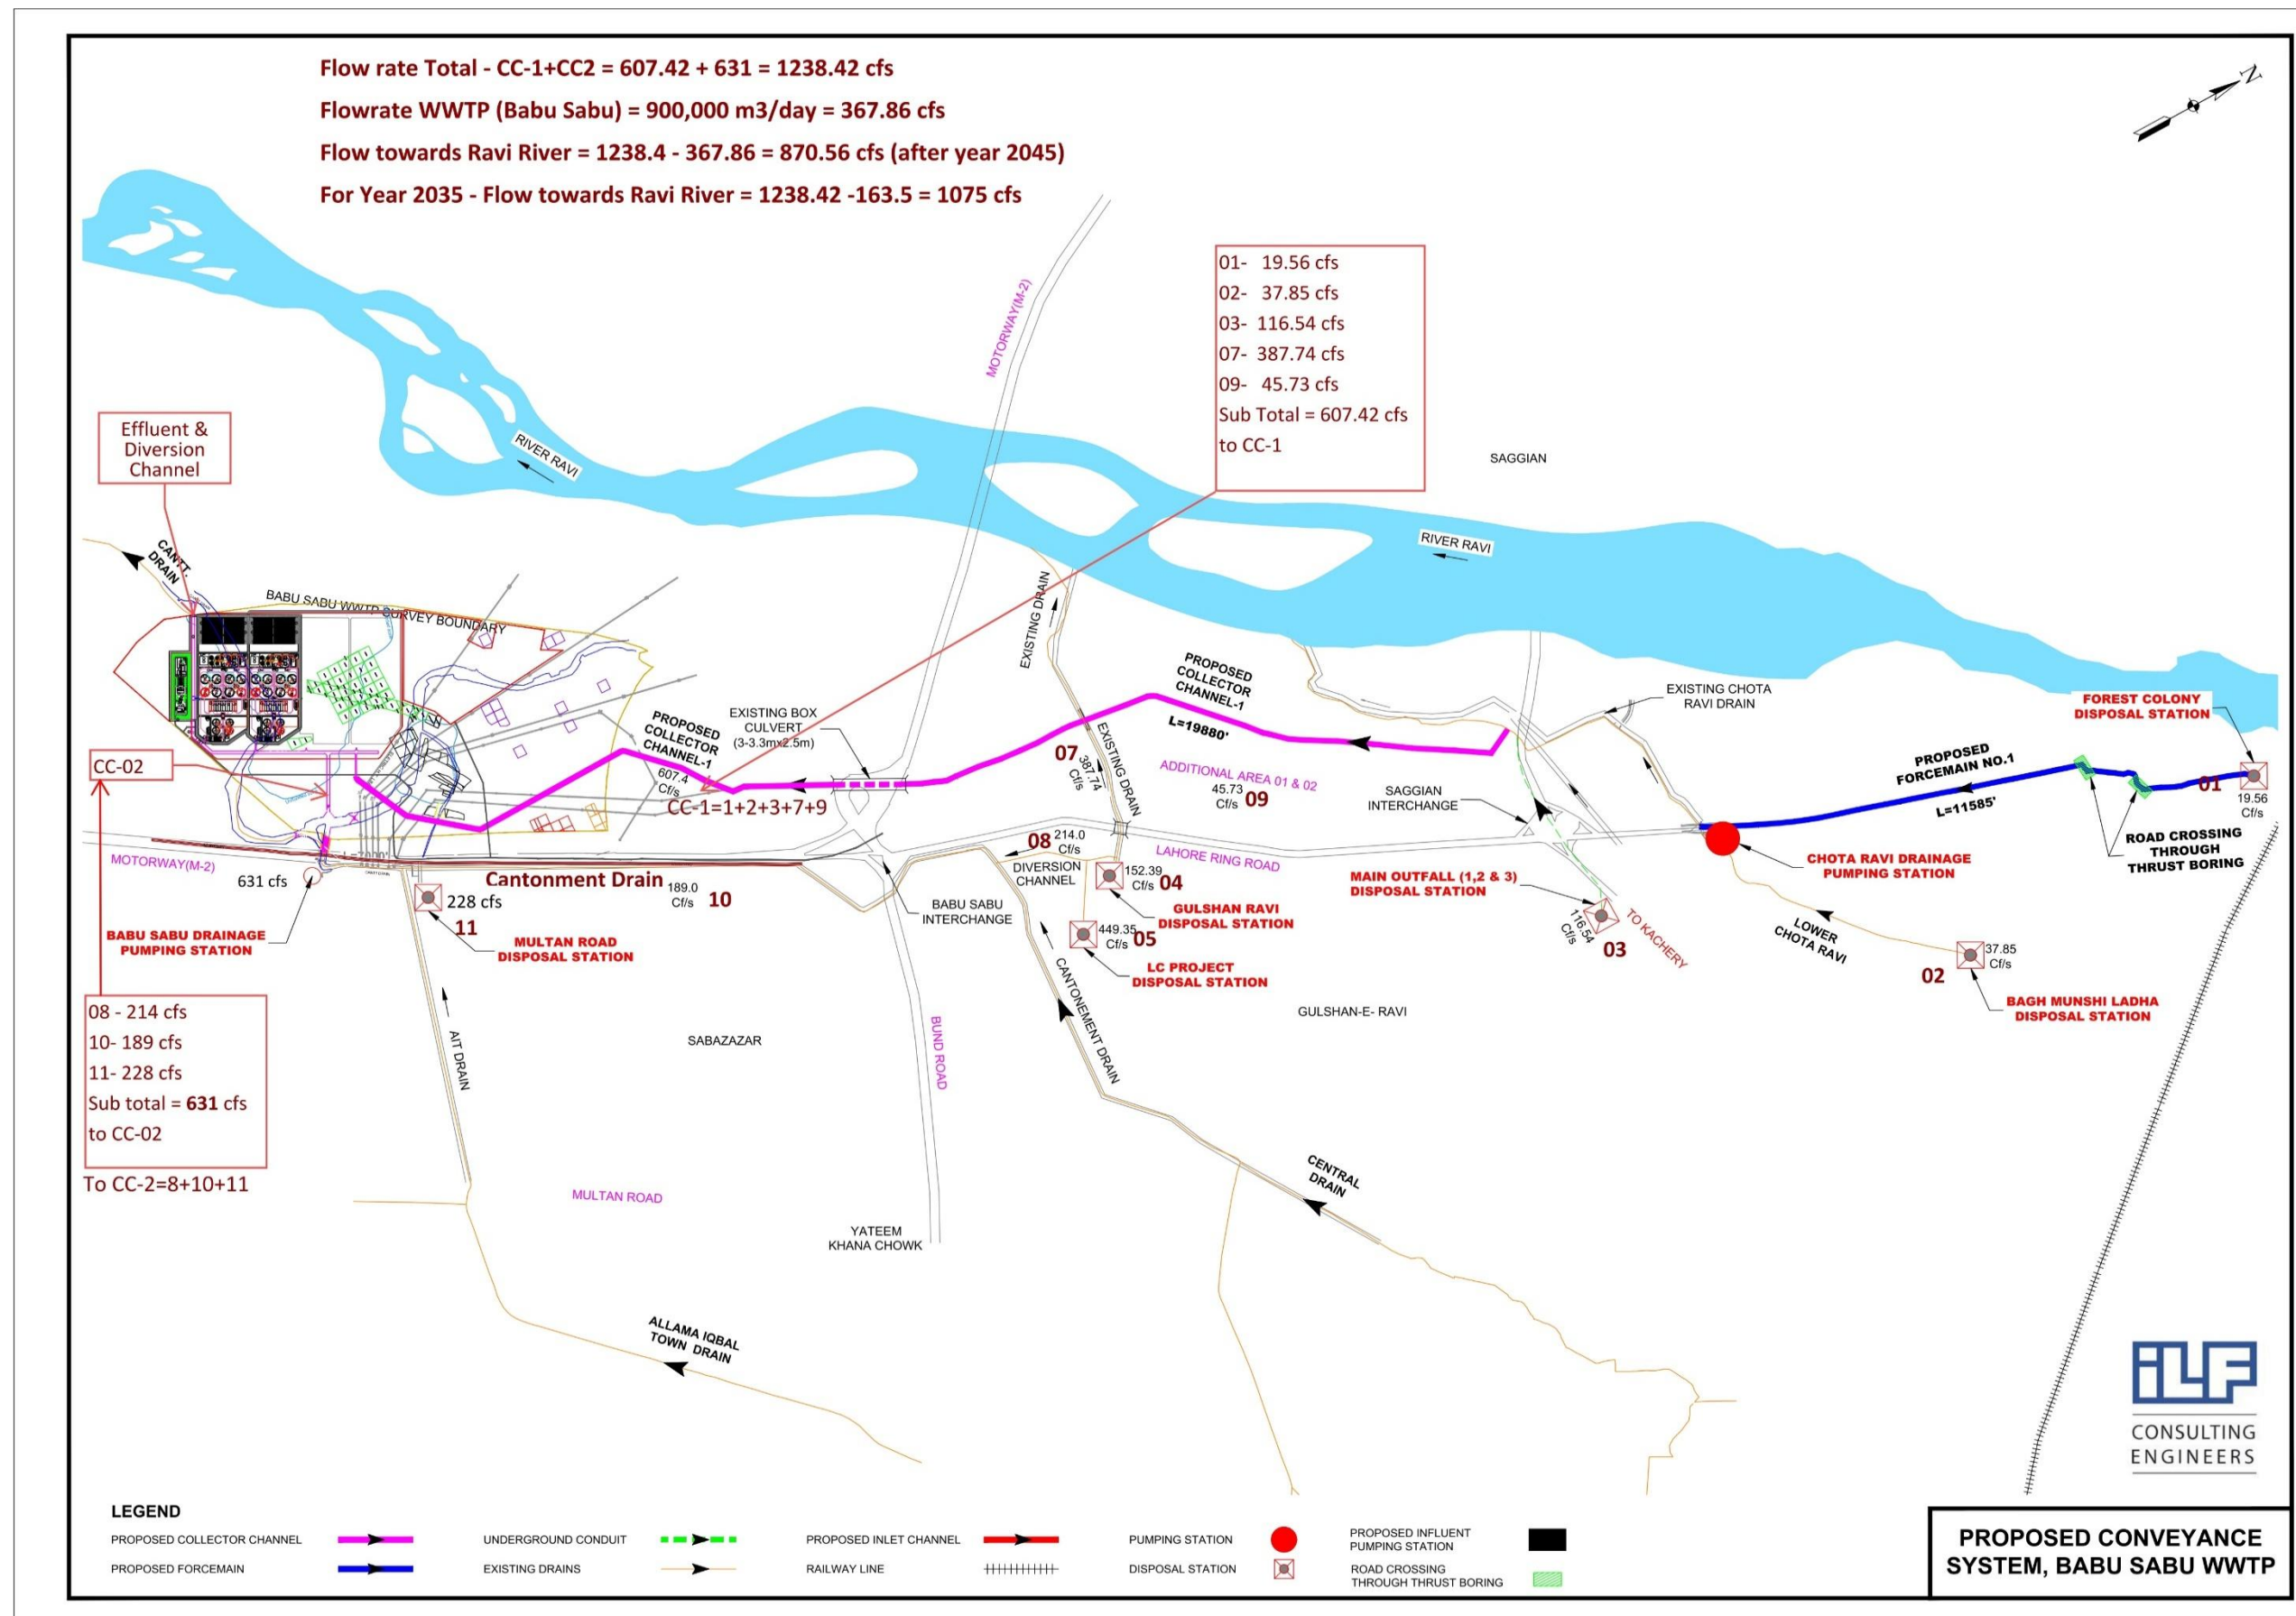 Flow rate Total - CC-1+CC2 = 607.42 + 631 = 1238.42 cfs
Flowrate WWTP (Babu Sabu) = 900,000 m3/day = 367.86 cfs
Flow towards Ravi River = 1238.4 - 367.86 = 870.56 cfs (after year 2045)
For Year 2035 - Flow towards Ravi River = 1238.42 -163.5 = 1075 cfs
N
01- 19.56 cfs
02- 37.85 cfs
03- 116.54 cfs
07- 387.74 cfs
09- 45.73 cfs
Sub Total = 607.42 cfs
to CC-1
MOTORWAY(M-2)
Effluent &
Diversion
Channel
RIVER RAVI
SAGGIAN
RIVER RAVI
CANTT.
DRAIN
BABU SABU WWTP SURVEY BOUNDARY
EXISTING DRAIN
PROPOSED
COLLECTOR
CHANNEL-1
L=19880'
EXISTING CHOTA
RAVI DRAIN
FOREST COLONY
DISPOSAL STATION
PROPOSED
COLLECTOR
CHANNEL-1
607.4
Cf/s
EXISTING BOX
CULVERT
(3-3.3mx2.5m)
CC-1=1+2+3+7+9
07
387.74
Cf/s
EXISTING DRAIN
ADDITIONAL AREA 01 & 02
45.73
Cf/s
09
SAGGIAN
INTERCHANGE
PROPOSED
FORCEMAIN NO.1
L=11585'
01
19.56
Cf/s
ROAD CROSSING
THROUGH
THRUST BORING
CC-02
MOTORWAY(M-2)
631 cfs
BABU SABU DRAINAGE
PUMPING STATION
228 cfs
11
MULTAN ROAD
DISPOSAL STATION
Cantonment Drain
189.0
Cf/s
10
BABU SABU
INTERCHANGE
08
214.0
Cf/s
DIVERSION
CHANNEL
LAHORE RING ROAD
152.39
Cf/s
04
GULSHAN RAVI
DISPOSAL STATION
449.35
Cf/s
05
LC PROJECT
DISPOSAL STATION
MAIN OUTFALL (1,2 & 3)
DISPOSAL STATION
116.54
Cf/s
03
TO KACHERY
CHOTA RAVI DRAINAGE
PUMPING STATION
LOWER
CHOTA RAVI
37.85
Cf/s
02
BAGH MUNSHI LADHA
DISPOSAL STATION
08 - 214 cfs
10- 189 cfs
11- 228 cfs
Sub total = 631 cfs
to CC-02
To CC-2=8+10+11
AIT DRAIN
SABAZAZAR
BUND ROAD
CANTONEMENT DRAIN
GULSHAN-E- RAVI
MULTAN ROAD
YATEEM
KHANA CHOWK
CENTRAL
DRAIN
ALLAMA IQBAL
TOWN DRAIN
iLF
CONSULTING
ENGINEERS
LEGEND
PROPOSED COLLECTOR CHANNEL
UNDERGROUND CONDUIT
PROPOSED INLET CHANNEL
PUMPING STATION
PROPOSED INFLUENT
PUMPING STATION
PROPOSED FORCEMAIN
EXISTING DRAINS
RAILWAY LINE
DISPOSAL STATION
ROAD CROSSING
THROUGH THRUST BORING
PROPOSED CONVEYANCE
SYSTEM, BABU SABU WWTP